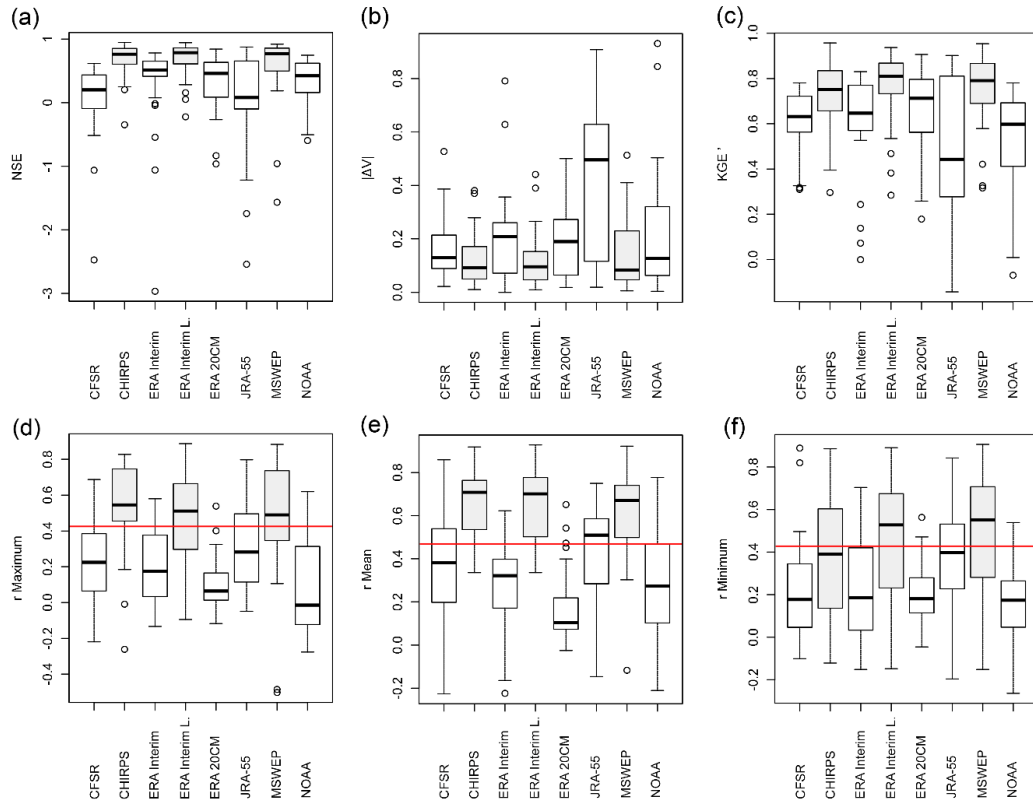 (a)
(b)
(c)
NSE
1
0
-1
-2
-3
|ΔV|
0.8
0.6
0.4
0.2
0.0
KGE'
1.0
0.8
0.6
0.4
0.2
0.0
CFSR
CHIRPS
ERA Interim
ERA Interim L.
ERA 20CM
JRA-55
MSWEP
NOAA
CFSR
CHIRPS
ERA Interim
ERA Interim L.
ERA 20CM
JRA-55
MSWEP
NOAA
CFSR
CHIRPS
ERA Interim
ERA Interim L.
ERA 20CM
JRA-55
MSWEP
NOAA
(d)
(e)
(f)
r Maximum
0.8
0.6
0.4
0.2
0.0
-0.2
-0.4
r Mean
0.8
0.6
0.4
0.2
0.0
-0.2
r Minimum
0.8
0.6
0.4
0.2
0.0
-0.2
CFSR
CHIRPS
ERA Interim
ERA Interim L.
ERA 20CM
JRA-55
MSWEP
NOAA
CFSR
CHIRPS
ERA Interim
ERA Interim L.
ERA 20CM
JRA-55
MSWEP
NOAA
CFSR
CHIRPS
ERA Interim
ERA Interim L.
ERA 20CM
JRA-55
MSWEP
NOAA